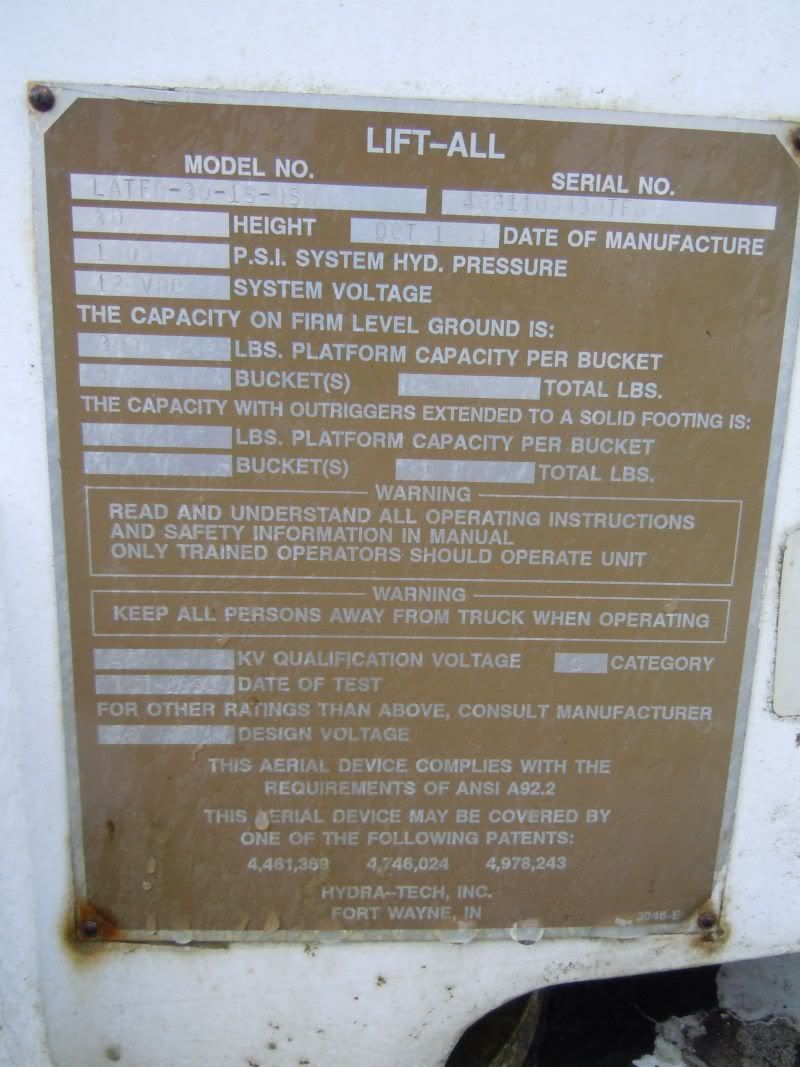 LIFT-ALL
MODEL NO. SERIAL NO.
30 HEIGHT OCT DATE OF MANUFACTURE
P.S.I. SYSTEM HYD. PRESSURE
12 VDC SYSTEM VOLTAGE
THE CAPACITY ON FIRM LEVEL GROUND IS:
300 LBS. PLATFORM CAPACITY PER BUCKET
BUCKET(S) TOTAL LBS.
THE CAPACITY WITH OUTRIGGERS EXTENDED TO A SOLID FOOTING IS:
LBS. PLATFORM CAPACITY PER BUCKET
BUCKET(S) TOTAL LBS.
WARNING
READ AND UNDERSTAND ALL OPERATING INSTRUCTIONS
AND SAFETY INFORMATION IN MANUAL
ONLY TRAINED OPERATORS SHOULD OPERATE UNIT
WARNING
KEEP ALL PERSONS AWAY FROM TRUCK WHEN OPERATING
KV QUALIFICATION VOLTAGE C CATEGORY
DATE OF TEST
FOR OTHER RATINGS THAN ABOVE, CONSULT MANUFACTURER
DESIGN VOLTAGE
THIS AERIAL DEVICE COMPLIES WITH THE
REQUIREMENTS OF ANSI A92.2
THIS AERIAL DEVICE MAY BE COVERED BY
ONE OF THE FOLLOWING PATENTS:
4,461,369 4,746,024 4,978,243
HYDRA-TECH, INC.
FORT WAYNE, IN 3046-E